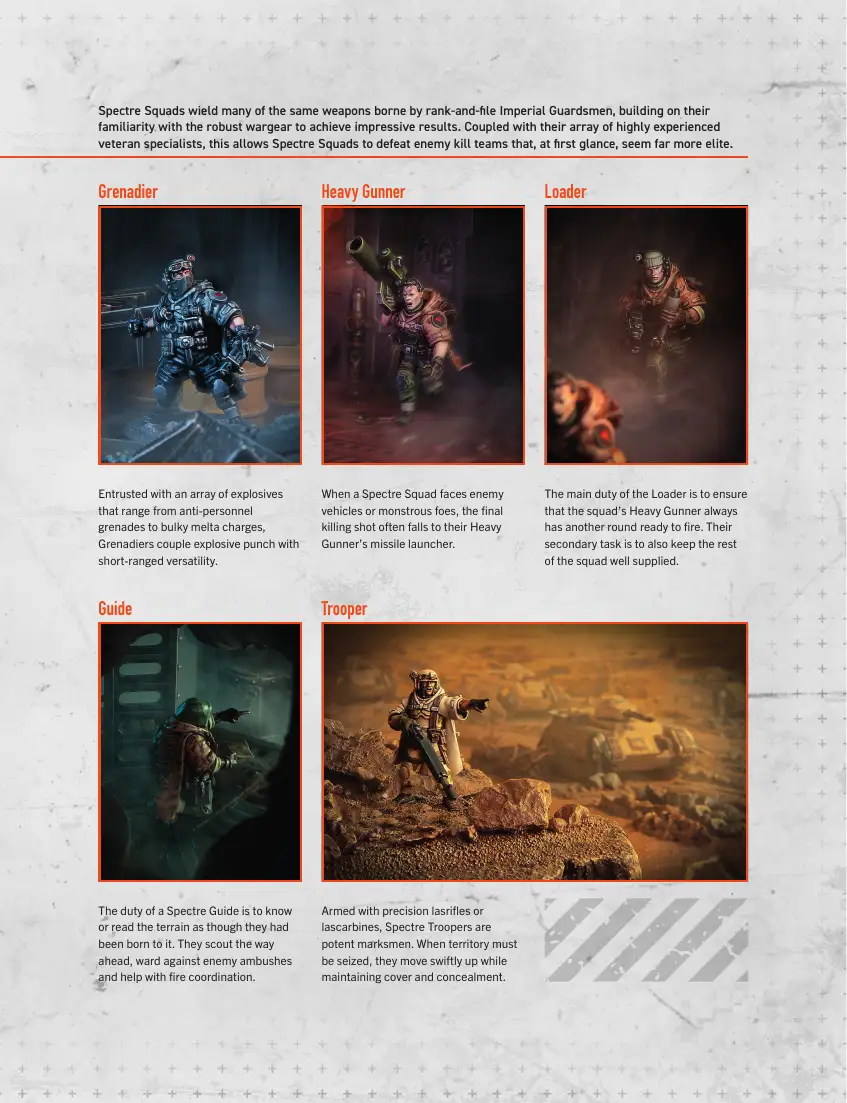 Spectre Squads wield many of the same weapons borne by rank-and-file Imperial Guardsmen, building on their
familiarity with the robust wargear to achieve impressive results. Coupled with their array of highly experienced
veteran specialists, this allows Spectre Squads to defeat enemy kill teams that, at first glance, seem far more elite.
Grenadier
Entrusted with an array of explosives
that range from anti-personnel
grenades to bulky melta charges,
Grenadiers couple explosive punch with
short-ranged versatility.
Heavy Gunner
When a Spectre Squad faces enemy
vehicles or monstrous foes, the final
killing shot often falls to their Heavy
Gunner's missile launcher.
Loader
The main duty of the Loader is to ensure
that the squad's Heavy Gunner always
has another round ready to fire. Their
secondary task is to also keep the rest
of the squad well supplied.
Guide
The duty of a Spectre Guide is to know
or read the terrain as though they had
been born to it. They scout the way
ahead, ward against enemy ambushes
and help with fire coordination.
Trooper
Armed with precision lasrifles or
lascarbines, Spectre Troopers are
potent marksmen. When territory must
be seized, they move swiftly up while
maintaining cover and concealment.